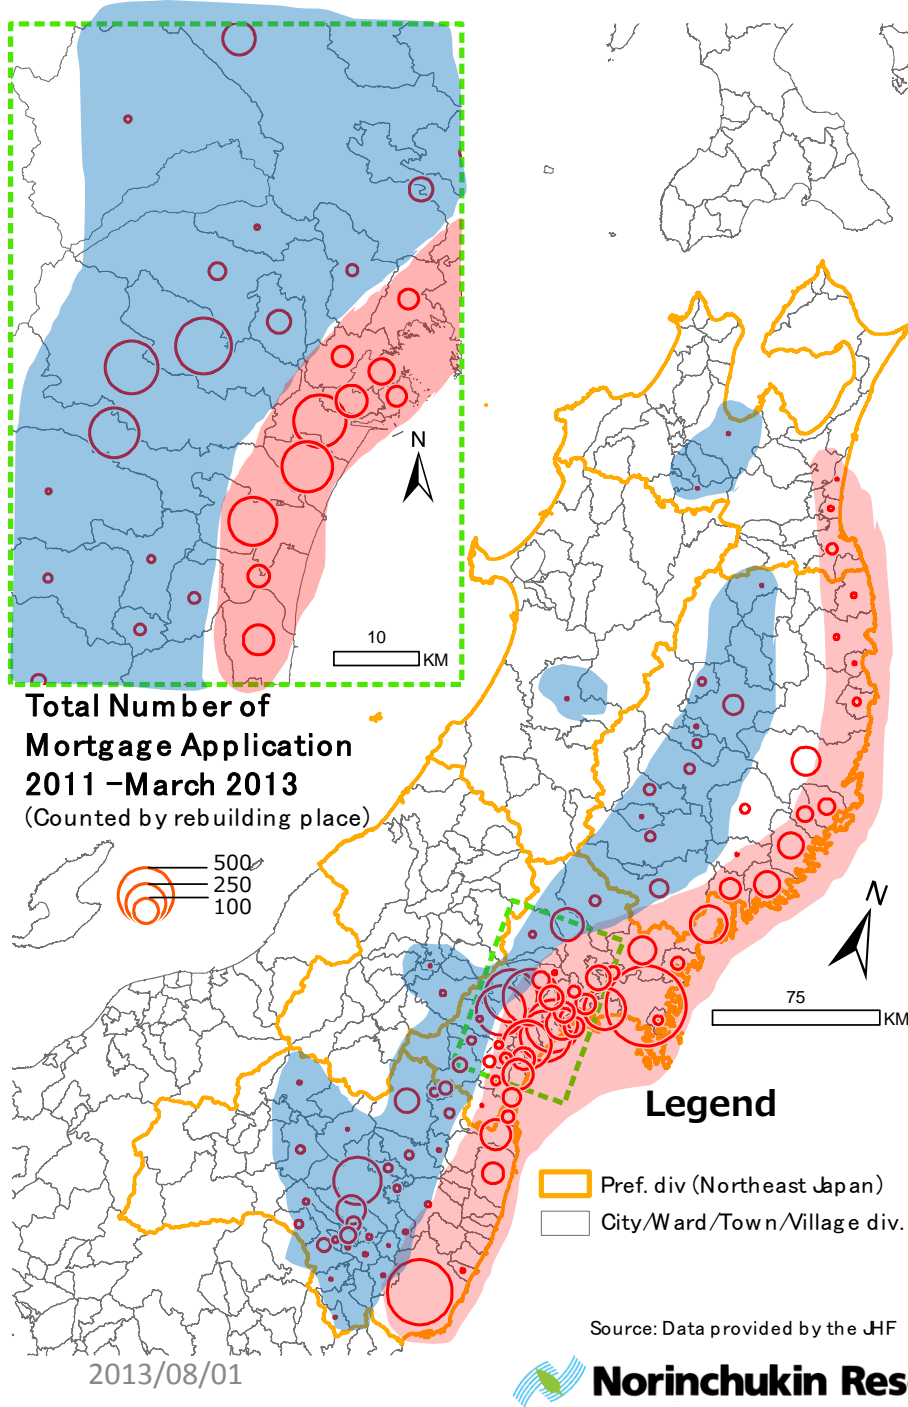 N
10
KM
Total Number of
Mortgage Application
2011 –March 2013
(Counted by rebuilding place)
500
250
100
N
75
KM
Legend
Pref. div (Northeast Japan)
City/Ward/Town/Village div.
Source: Data provided by the JHF
2013/08/01
Norinchukin Res